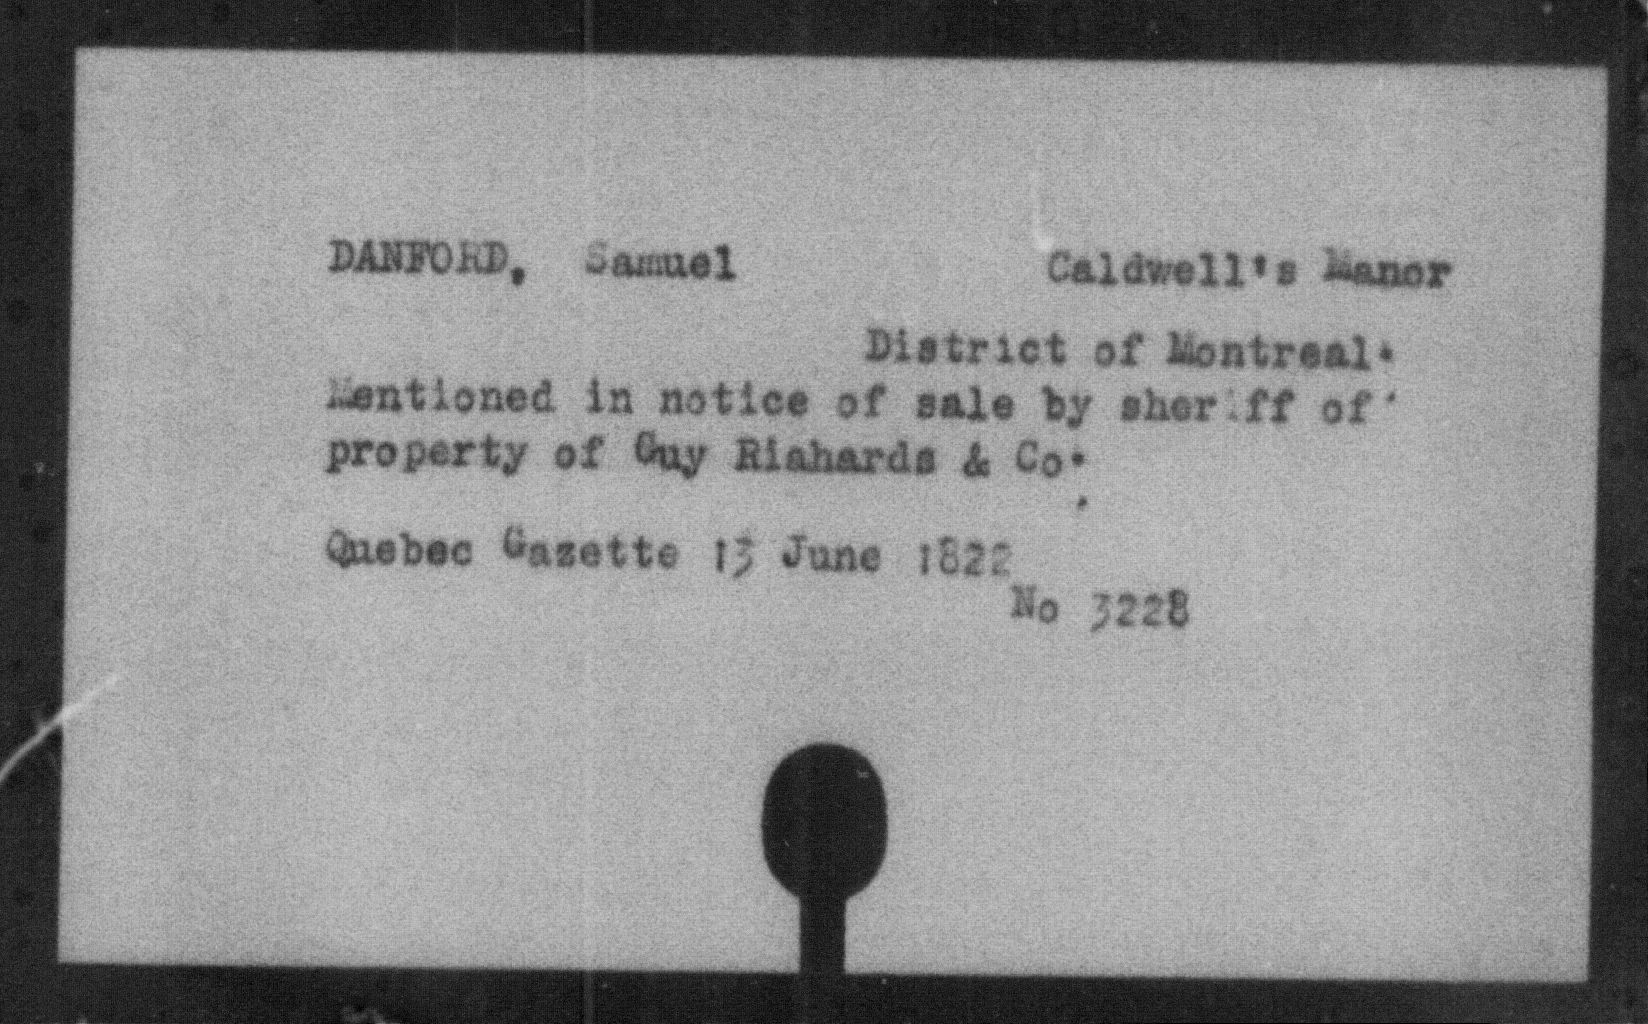 DANFORD, Samuel Caldwell's Manor
District of Montreal.
Mentioned in notice of sale by sheriff of
property of Guy Riahards & Co.
Quebec Gazette 13 June 1822
No 3228